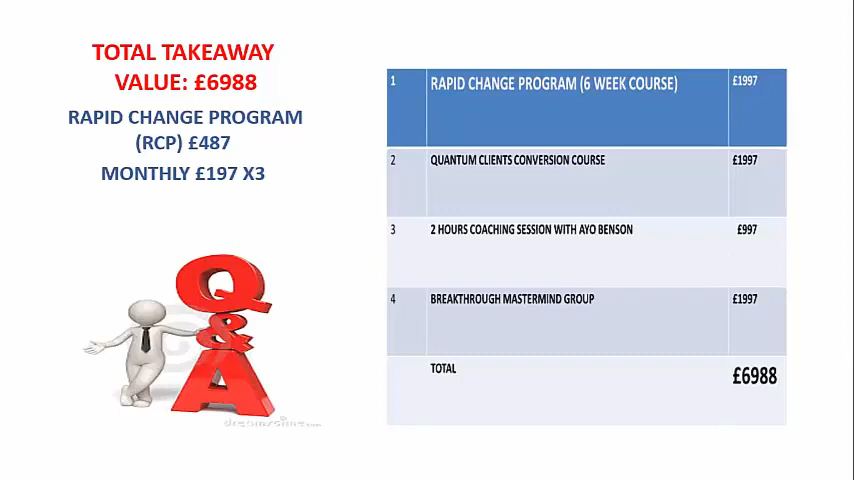 TOTAL TAKEAWAY
VALUE: £6988
RAPID CHANGE PROGRAM
(RCP) £487
MONTHLY £197 X3
Q
&
A
dreamstime.com
1 RAPID CHANGE PROGRAM (6 WEEK COURSE) £1997
2 QUANTUM CLIENTS CONVERSION COURSE £1997
3 2 HOURS COACHING SESSION WITH AYO BENSON £997
4 BREAKTHROUGH MASTERMIND GROUP £1997
TOTAL £6988